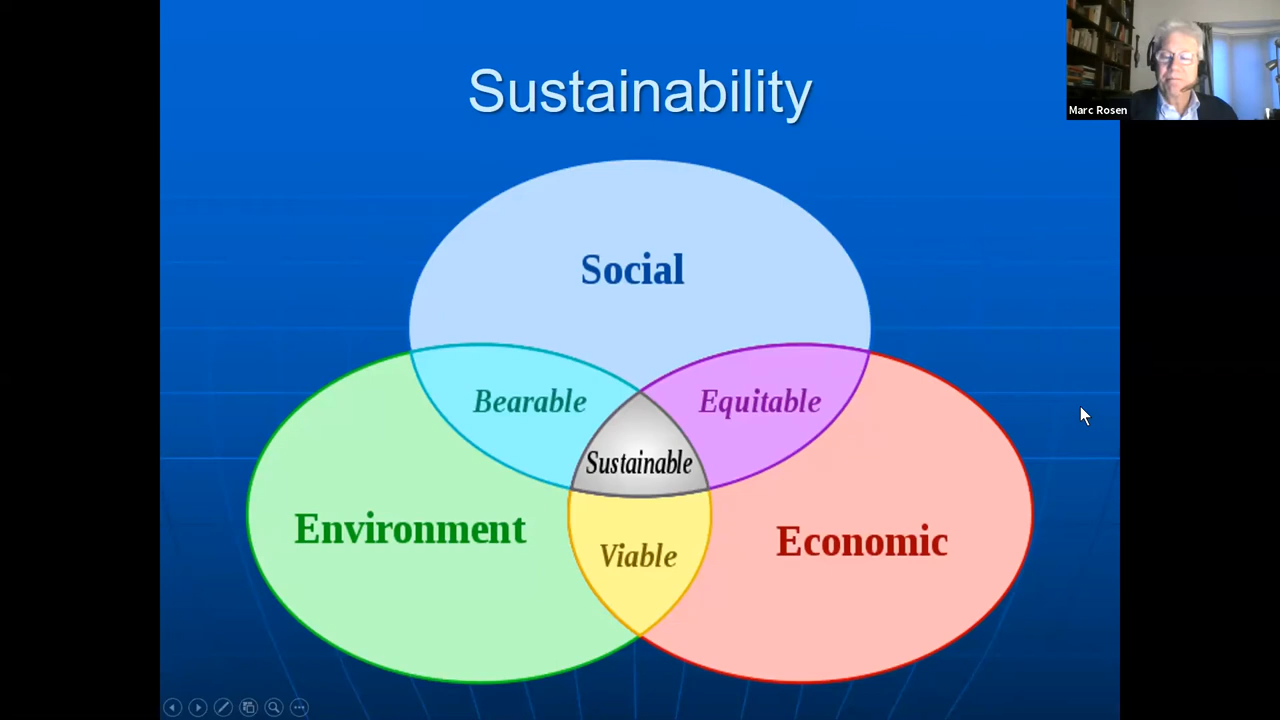 Sustainability
Marc Rosen
Social
Bearable
Equitable
Sustainable
Environment
Economic
Viable